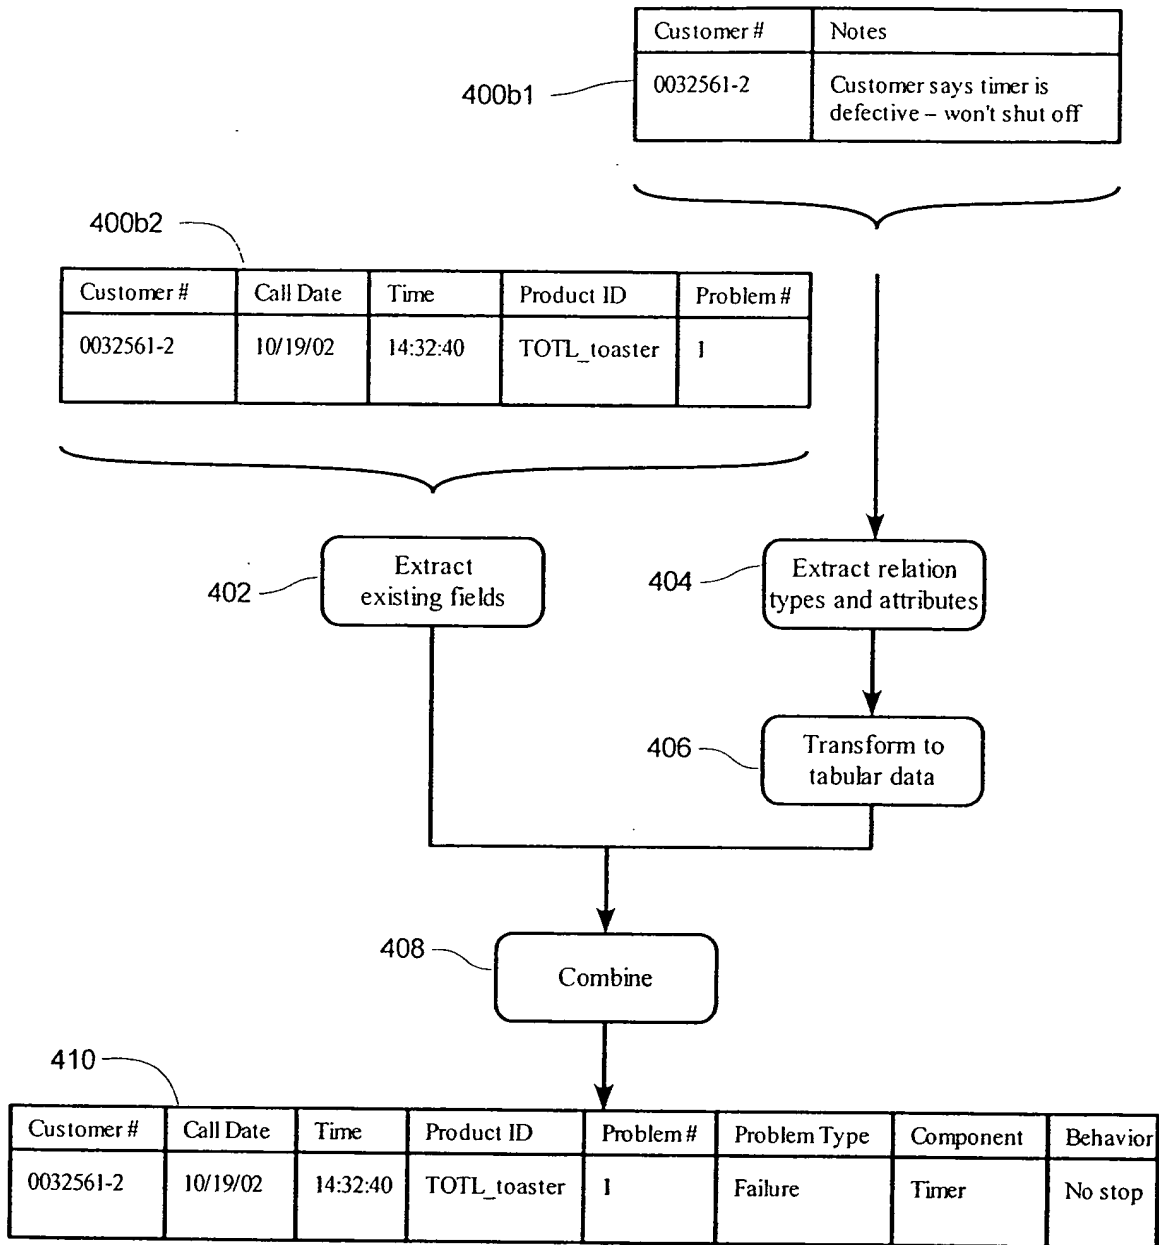 Customer # Notes
400b1
0032561-2 Customer says timer is
defective – won't shut off
400b2
Customer # Call Date Time Product ID Problem #
0032561-2 10/19/02 14:32:40 TOTL_toaster 1
402
Extract
existing fields
404
Extract relation
types and attributes
406
Transform to
tabular data
408
Combine
410
Customer # Call Date Time Product ID Problem # Problem Type Component Behavior
0032561-2 10/19/02 14:32:40 TOTL_toaster 1 Failure Timer No stop